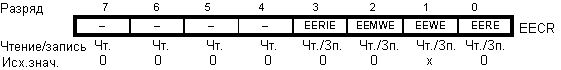 Разряд 7 6 5 4 3 2 1 0
– – – – EERIE EEMWE EEWE EERE EECR
Чтение/запись Чт. Чт. Чт. Чт. Чт./Зп. Чт./Зп. Чт./Зп. Чт./Зп.
Исх.знач. 0 0 0 0 0 0 x 0